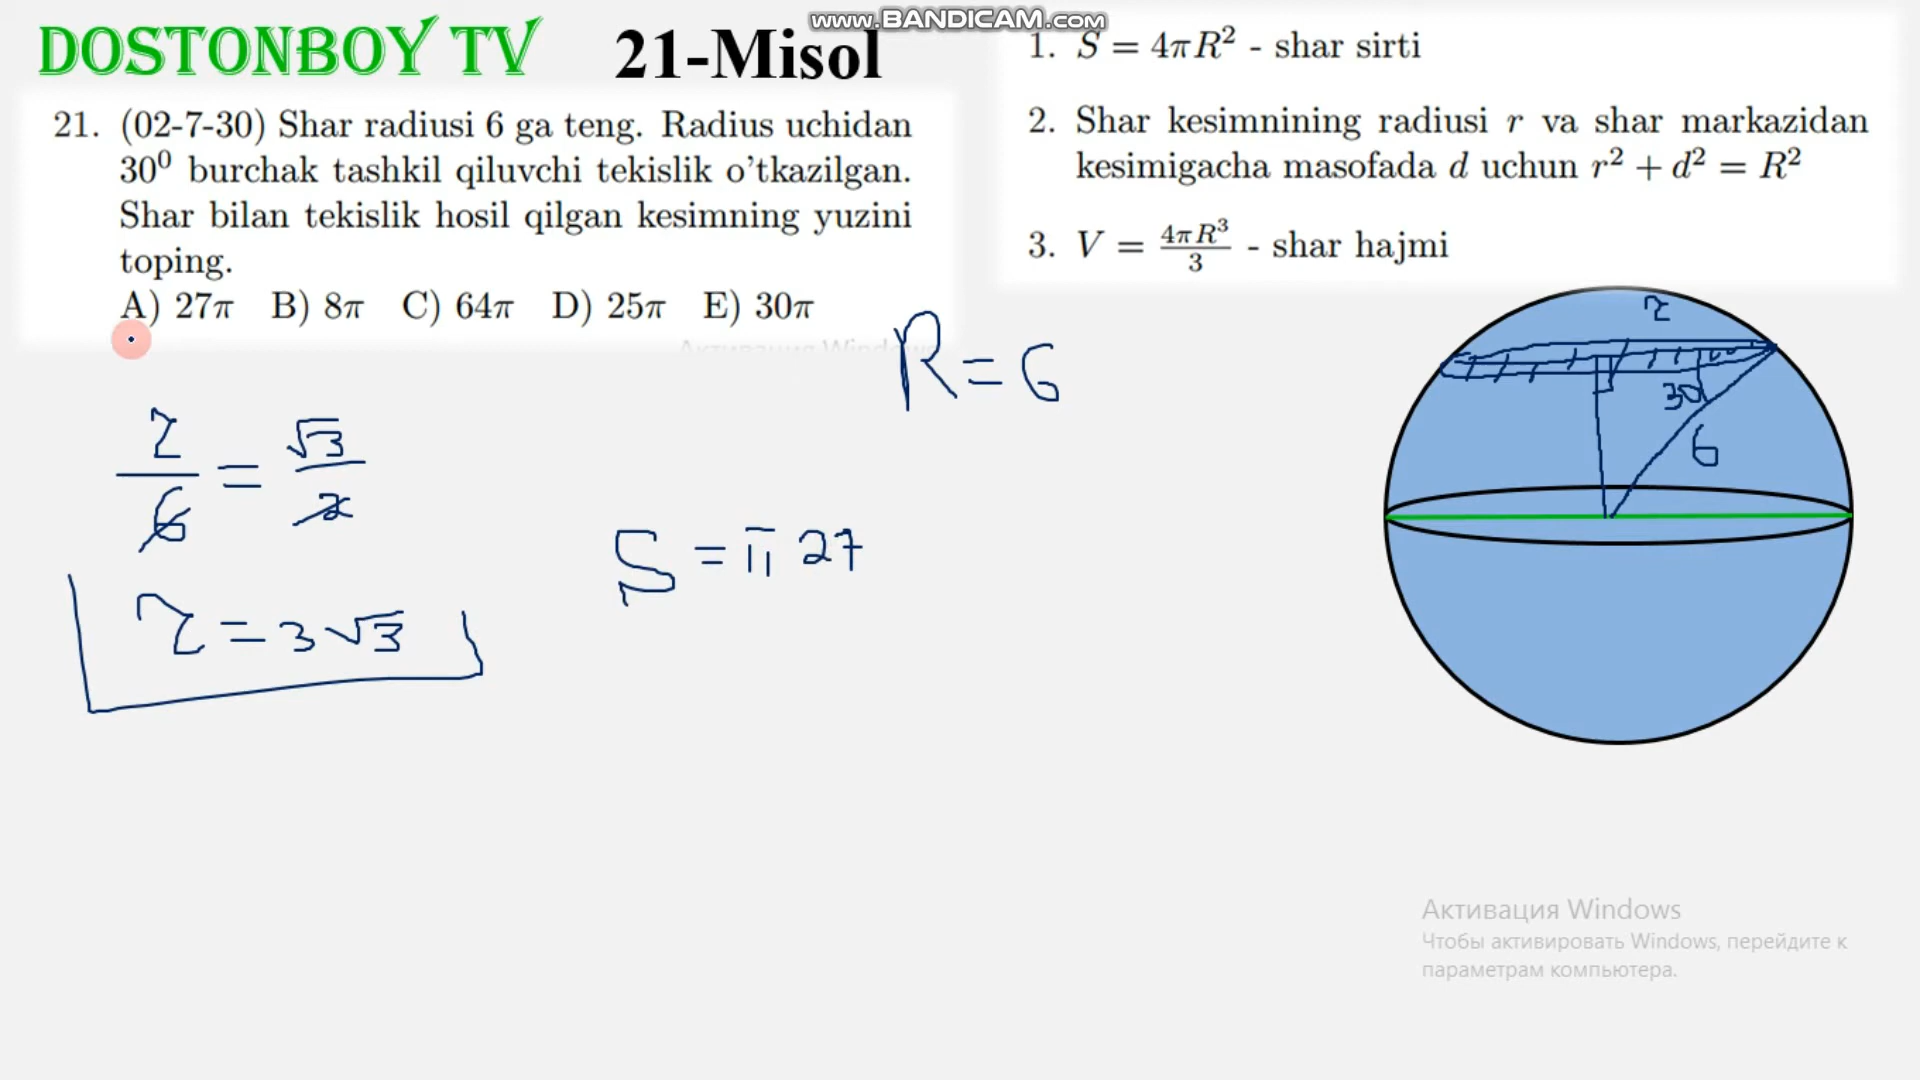 www.BANDICAM.com
DOSTONBOY TV
21-Misol
21. (02-7-30) Shar radiusi 6 ga teng. Radius uchidan
30⁰ burchak tashkil qiluvchi tekislik o'tkazilgan.
Shar bilan tekislik hosil qilgan kesimning yuzini
toping.
A) 27π B) 8π C) 64π D) 25π E) 30π
1. S = 4πR² - shar sirti
2. Shar kesimnining radiusi r va shar markazidan
kesimigacha masofada d uchun r² + d² = R²
3. V = 4πR³/3 - shar hajmi
R = 6
r/6 = √3/2
r = 3√3
S = π 27
r
30
6
Активация Windows
Чтобы активировать Windows, перейдите к
параметрам компьютера.